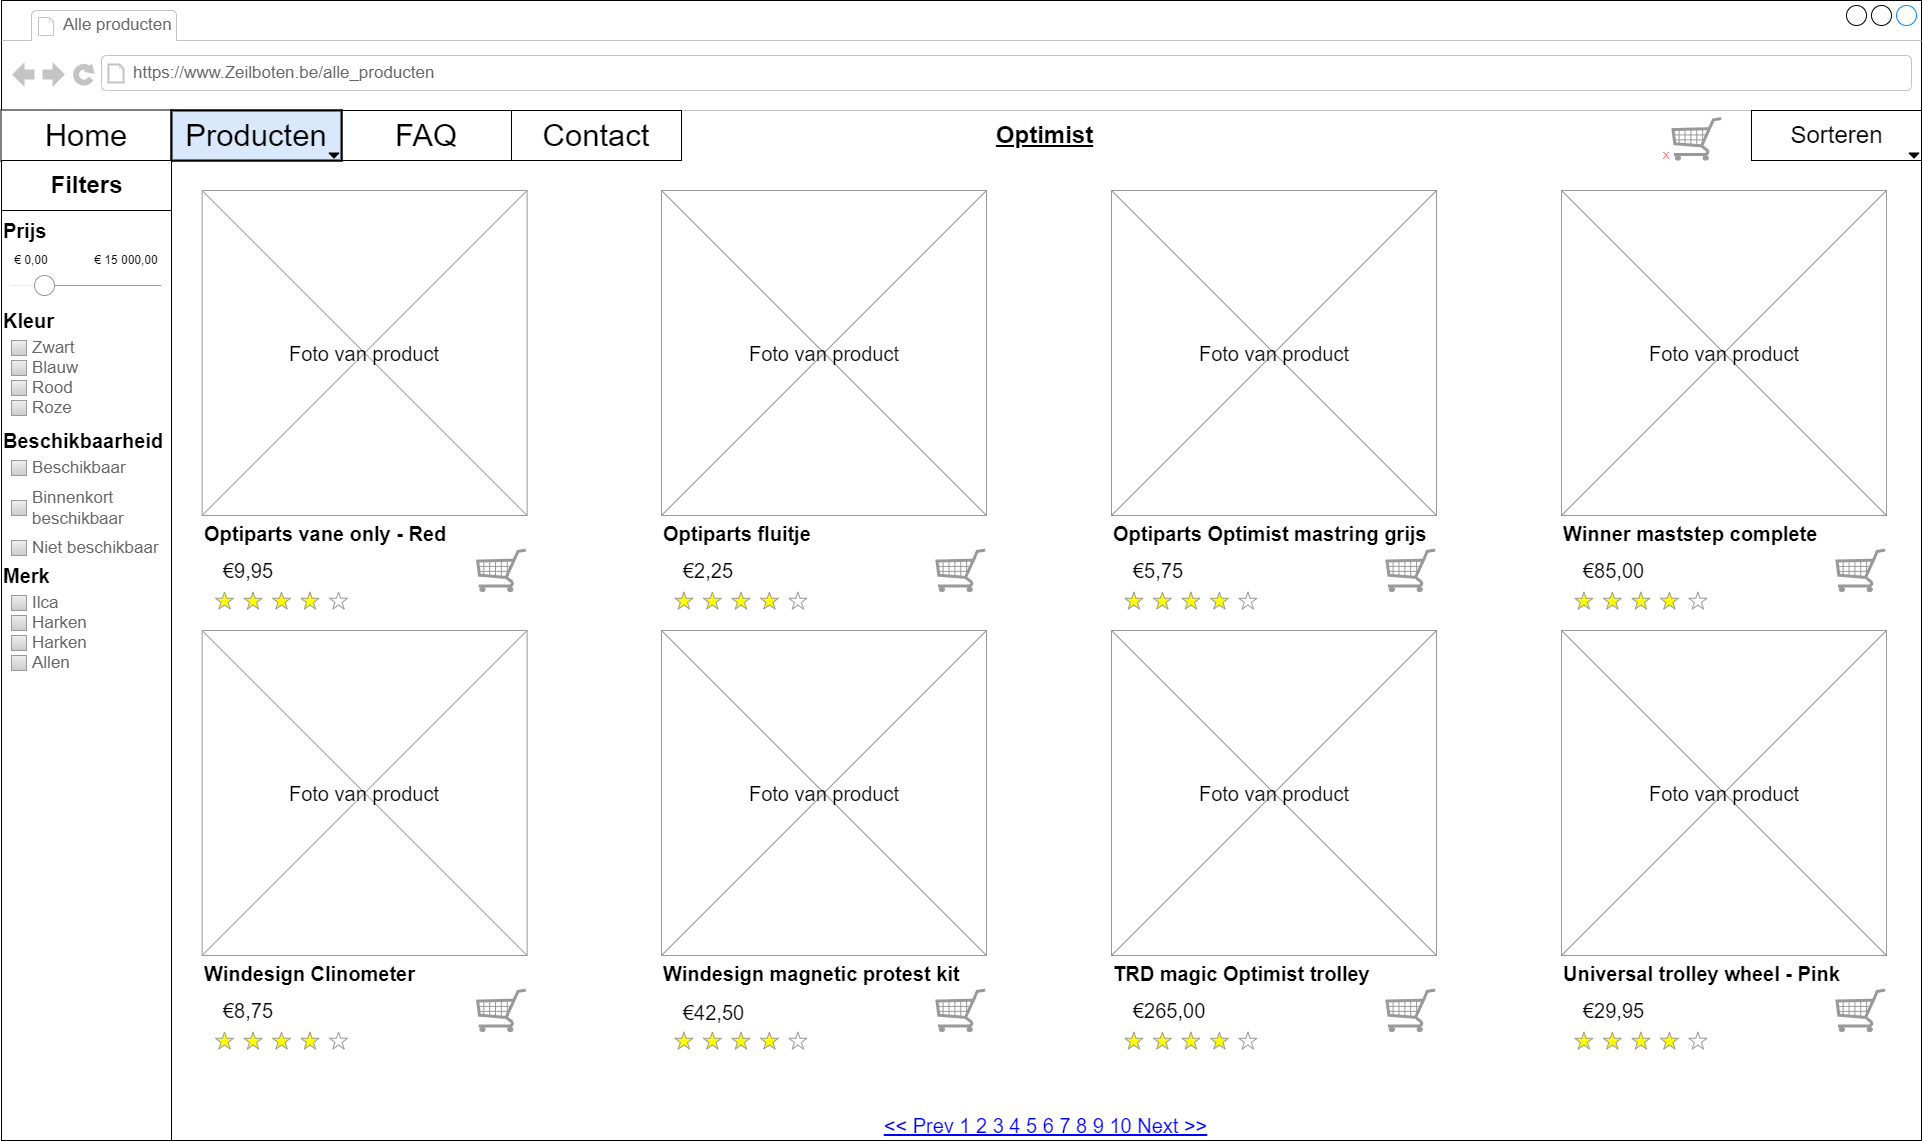 Alle producten
https://www.Zeilboten.be/alle_producten
Home
Producten
FAQ
Contact
Optimist
x
Sorteren
Filters
Prijs
€ 0,00
€ 15 000,00
Kleur
Zwart
Blauw
Rood
Roze
Beschikbaarheid
Beschikbaar
Binnenkort
beschikbaar
Niet beschikbaar
Merk
Ilca
Harken
Harken
Allen
Foto van product
Optiparts vane only - Red
€9,95
Foto van product
Optiparts fluitje
€2,25
Foto van product
Optiparts Optimist mastring grijs
€5,75
Foto van product
Winner maststep complete
€85,00
Foto van product
Windesign Clinometer
€8,75
Foto van product
Windesign magnetic protest kit
€42,50
Foto van product
TRD magic Optimist trolley
€265,00
Foto van product
Universal trolley wheel - Pink
€29,95
<< Prev 1 2 3 4 5 6 7 8 9 10 Next >>